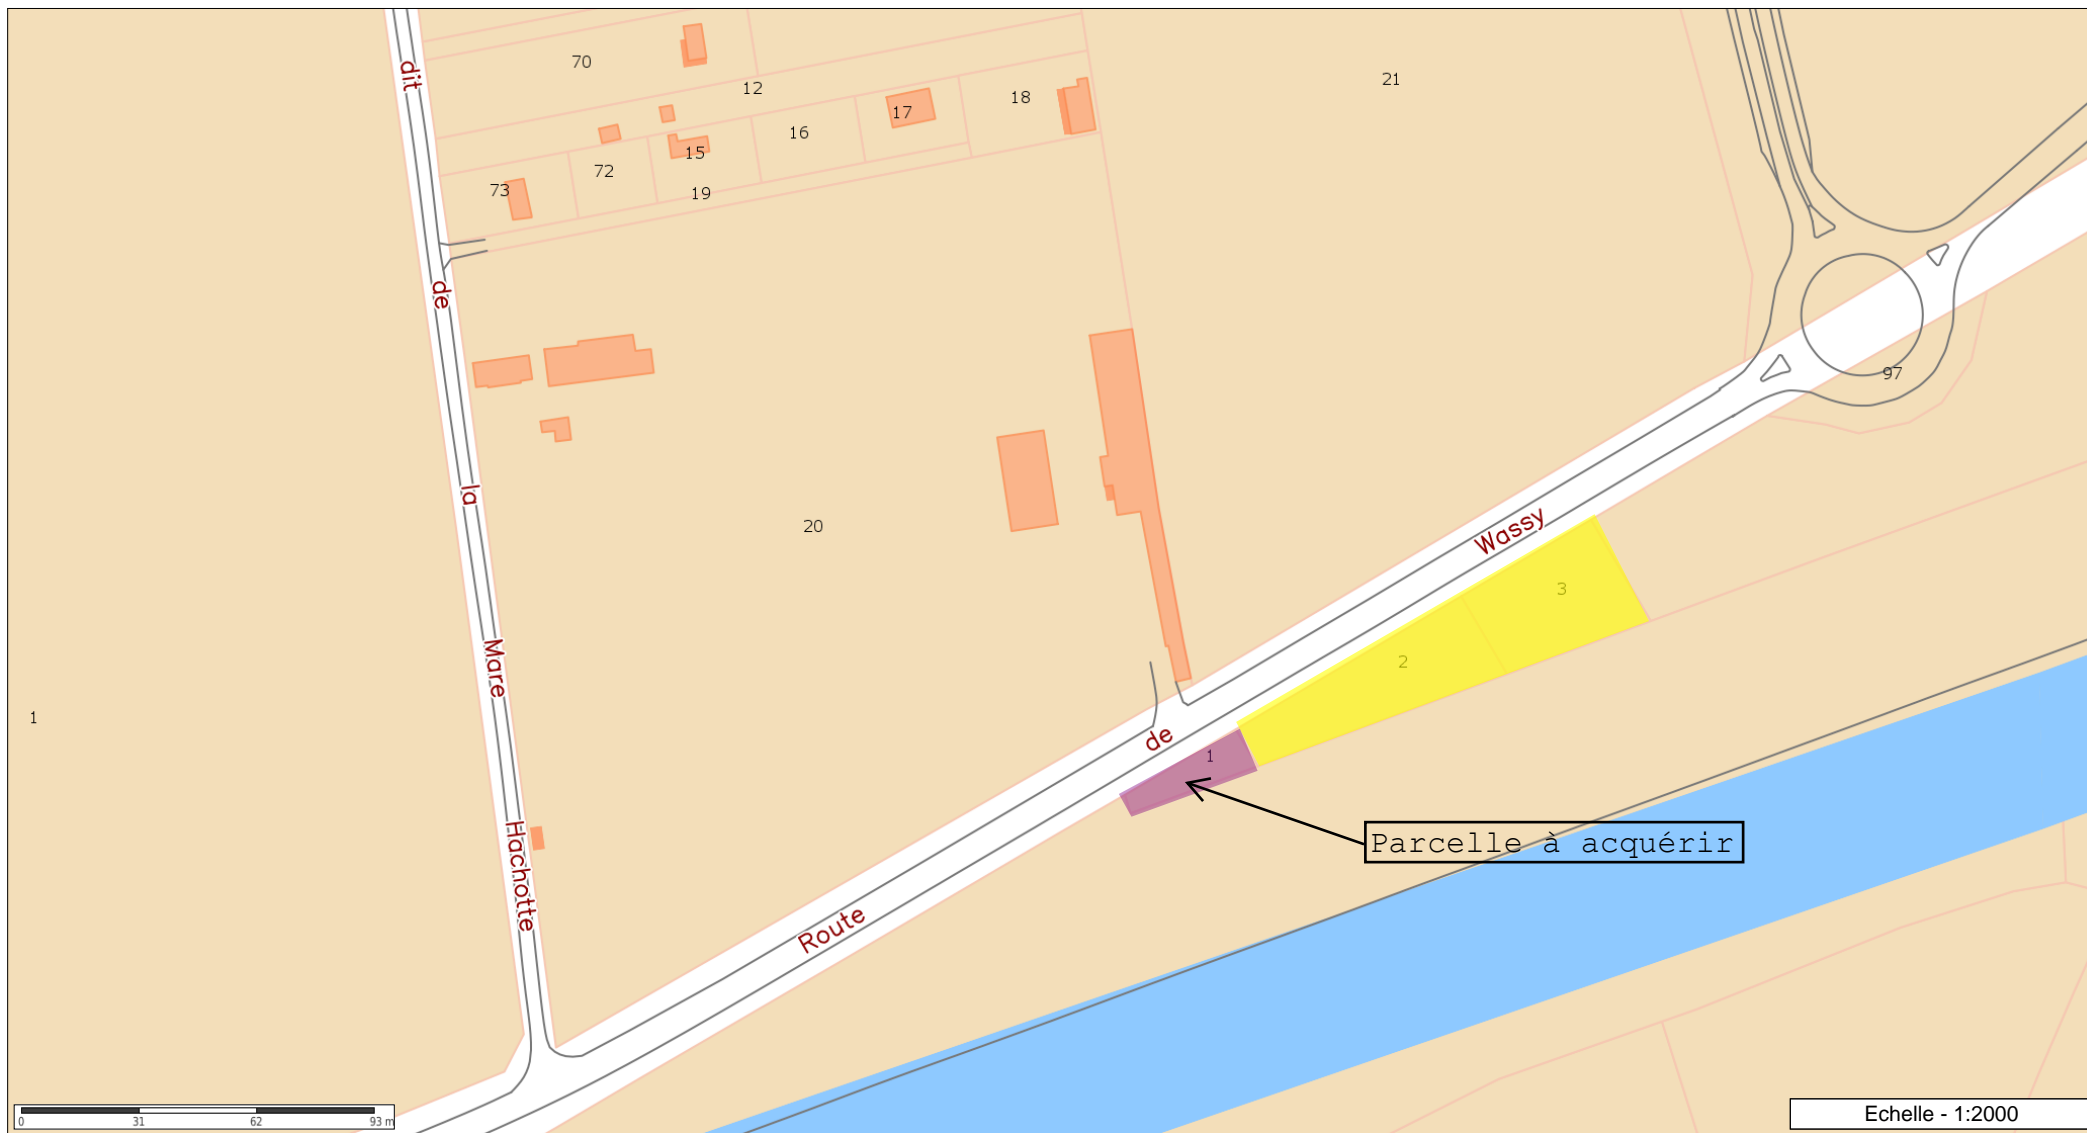 dit
70
12
21
18
17
16
15
72
73
19
de
97
la
20
Wassy
3
2
Mare
1
de
1
Parcelle à acquérir
Hachotte
Route
0 31 62 93 m
Echelle - 1:2000